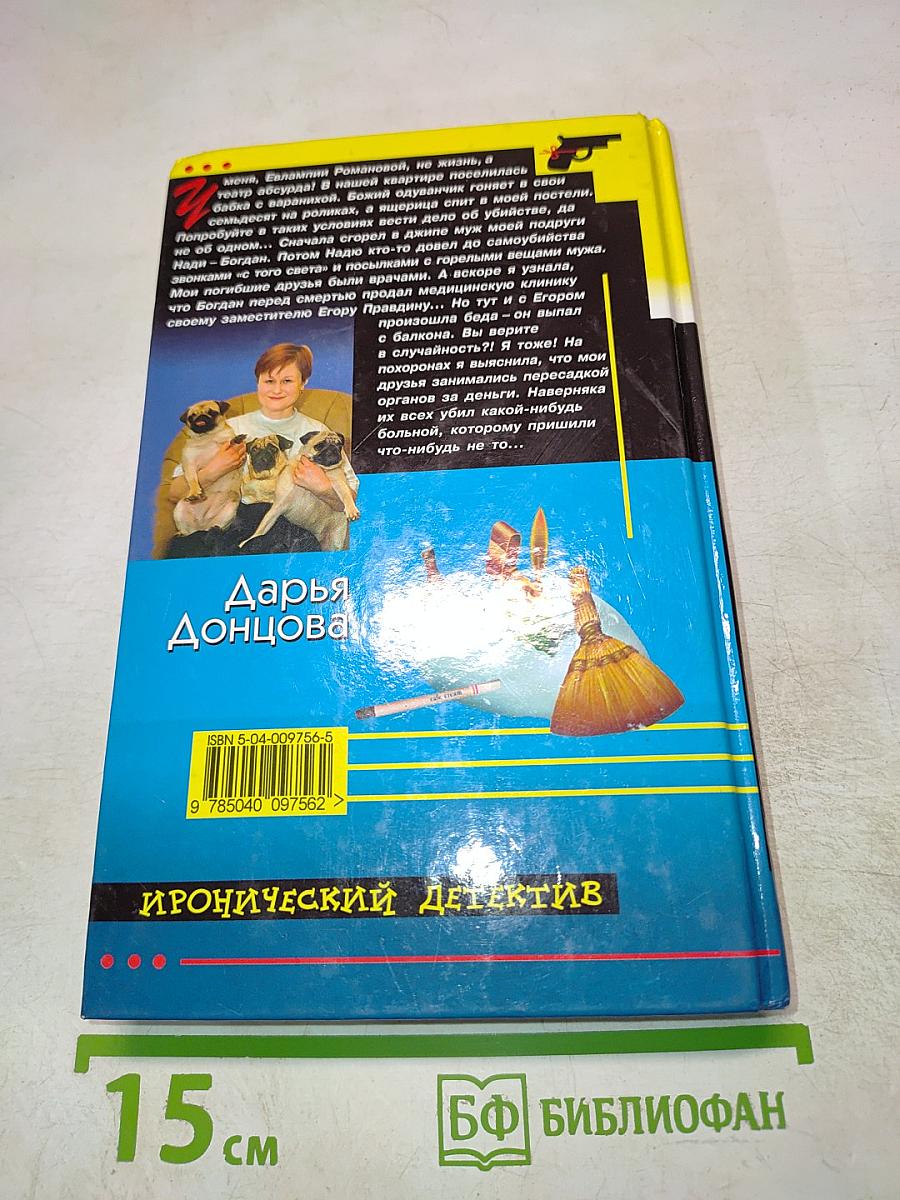 У меня, Евлампии Романовой, не жизнь, а
театр абсурда! В нашей квартире поселилась
бабка с варанихой. Божий одуванчик гоняет в свои
семьдесят на роликах, а ящерица спит в моей постели.
Попробуйте в таких условиях вести дело об убийстве, да
не об одном... Сначала сгорел в джипе муж моей подруги
Нади – Богдан. Потом Надю кто-то довел до самоубийства
звонками «с того света» и посылками с горелыми вещами мужа.
Мои погибшие друзья были врачами. А вскоре я узнала,
что Богдан перед смертью продал медицинскую клинику
своему заместителю Егору Правдину... Но тут и с Егором
произошла беда – он выпал
с балкона. Вы верите
в случайность?! Я тоже! На
похоронах я выяснила, что мои
друзья занимались пересадкой
органов за деньги. Наверняка
их всех убил какой-нибудь
больной, которому пришили
что-нибудь не то...
Дарья
Донцова
ISBN 5-04-009756-5
9 785040 097562 >
ИРОНИЧЕСКИЙ ДЕТЕКТИВ
15 см
БФ БИБЛИОФАН